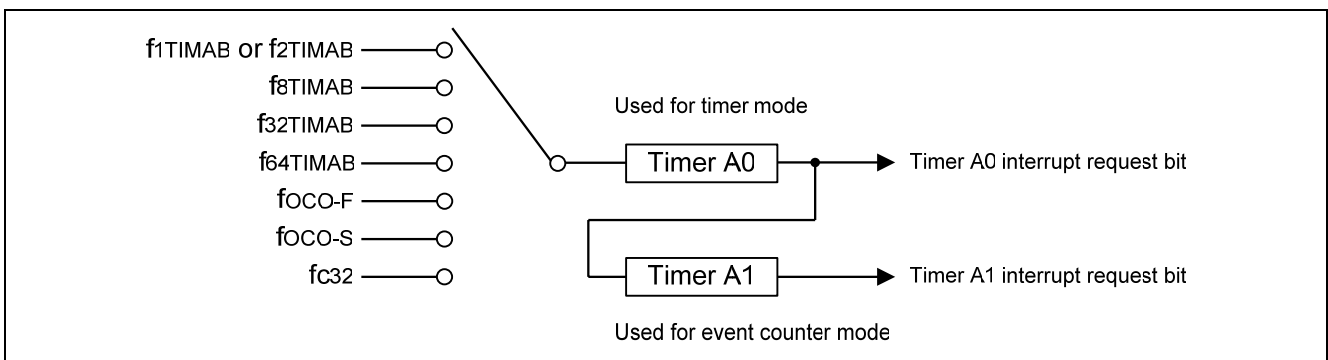 f1TIMAB or f2TIMAB
f8TIMAB
f32TIMAB
f64TIMAB
fOCO-F
fOCO-S
fC32
Used for timer mode
Timer A0
Timer A0 interrupt request bit
Timer A1
Timer A1 interrupt request bit
Used for event counter mode